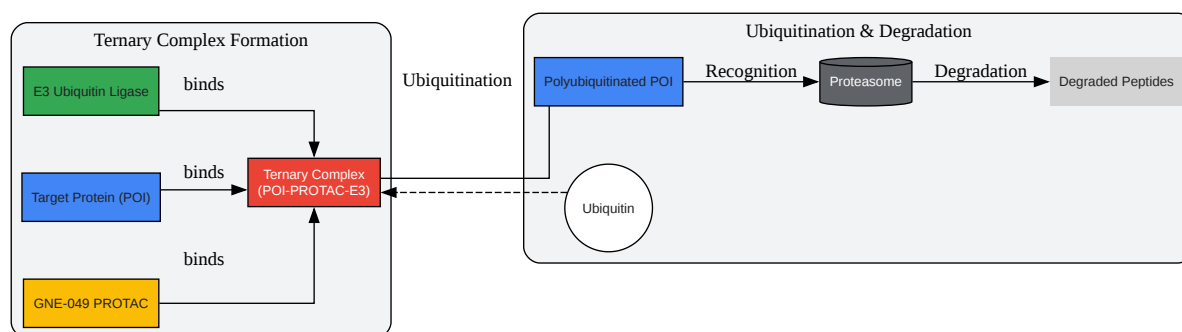 Ternary Complex Formation
E3 Ubiquitin Ligase
binds
Target Protein (POI)
binds
GNE-049 PROTAC
binds
Ternary Complex
(POI-PROTAC-E3)
Ubiquitination
Ubiquitination & Degradation
Polyubiquitinated POI
Recognition
Proteasome
Degradation
Degraded Peptides
Ubiquitin